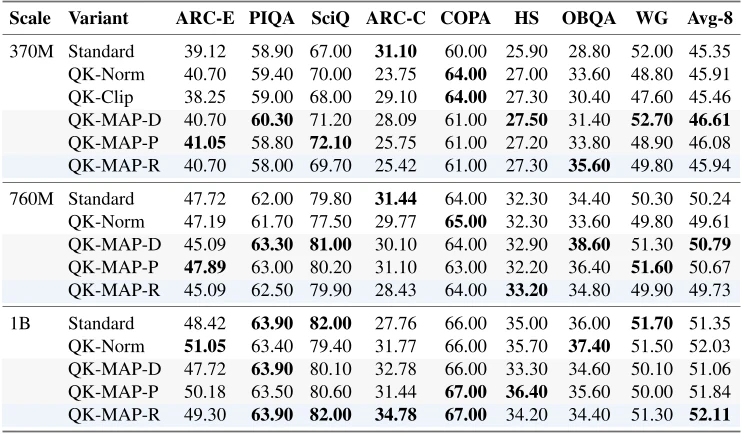 Scale Variant ARC-E PIQA SciQ ARC-C COPA HS OBQA WG Avg-8
370M Standard 39.12 58.90 67.00 31.10 60.00 25.90 28.80 52.00 45.35
QK-Norm 40.70 59.40 70.00 23.75 64.00 27.00 33.60 48.80 45.91
QK-Clip 38.25 59.00 68.00 29.10 64.00 27.30 30.40 47.60 45.46
QK-MAP-D 40.70 60.30 71.20 28.09 61.00 27.50 31.40 52.70 46.61
QK-MAP-P 41.05 58.80 72.10 25.75 61.00 27.20 33.80 48.90 46.08
QK-MAP-R 40.70 58.00 69.70 25.42 61.00 27.30 35.60 49.80 45.94
760M Standard 47.72 62.00 79.80 31.44 64.00 32.30 34.40 50.30 50.24
QK-Norm 47.19 61.70 77.50 29.77 65.00 32.30 33.60 49.80 49.61
QK-MAP-D 45.09 63.30 81.00 30.10 64.00 32.90 38.60 51.30 50.79
QK-MAP-P 47.89 63.00 80.20 31.10 63.00 32.20 36.40 51.60 50.67
QK-MAP-R 45.09 62.50 79.90 28.43 64.00 33.20 34.80 49.90 49.73
1B Standard 48.42 63.90 82.00 27.76 66.00 35.00 36.00 51.70 51.35
QK-Norm 51.05 63.40 79.40 31.77 66.00 35.70 37.40 51.50 52.03
QK-MAP-D 47.72 63.90 80.10 32.78 66.00 33.30 34.60 50.10 51.06
QK-MAP-P 50.18 63.50 80.60 31.44 67.00 36.40 35.60 50.00 51.84
QK-MAP-R 49.30 63.90 82.00 34.78 67.00 34.20 34.40 51.30 52.11